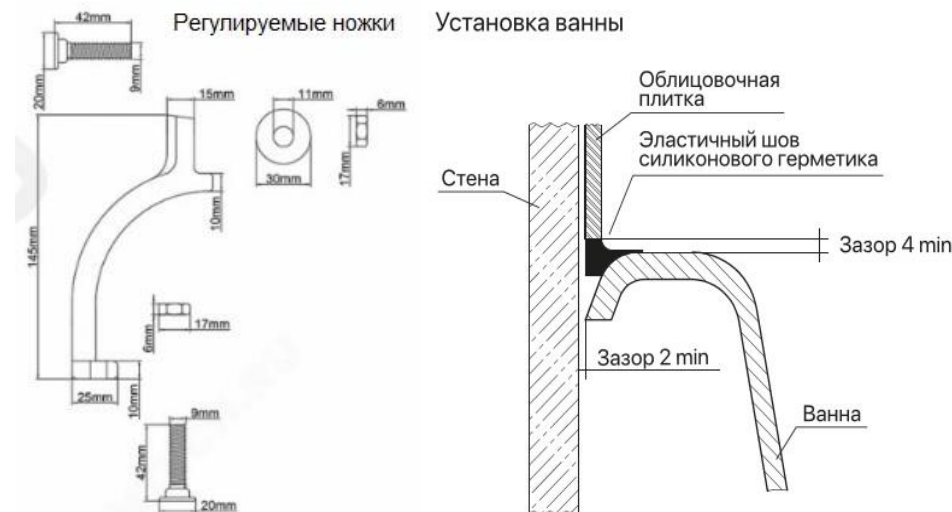 Регулируемые ножки
42mm
20mm
9mm
15mm
11mm
6mm
17mm
30mm
10mm
145mm
6mm
17mm
25mm
10mm
9mm
42mm
20mm
Установка ванны
Облицовочная
плитка
Эластичный шов
силиконового герметика
Стена
Зазор 4 min
Зазор 2 min
Ванна